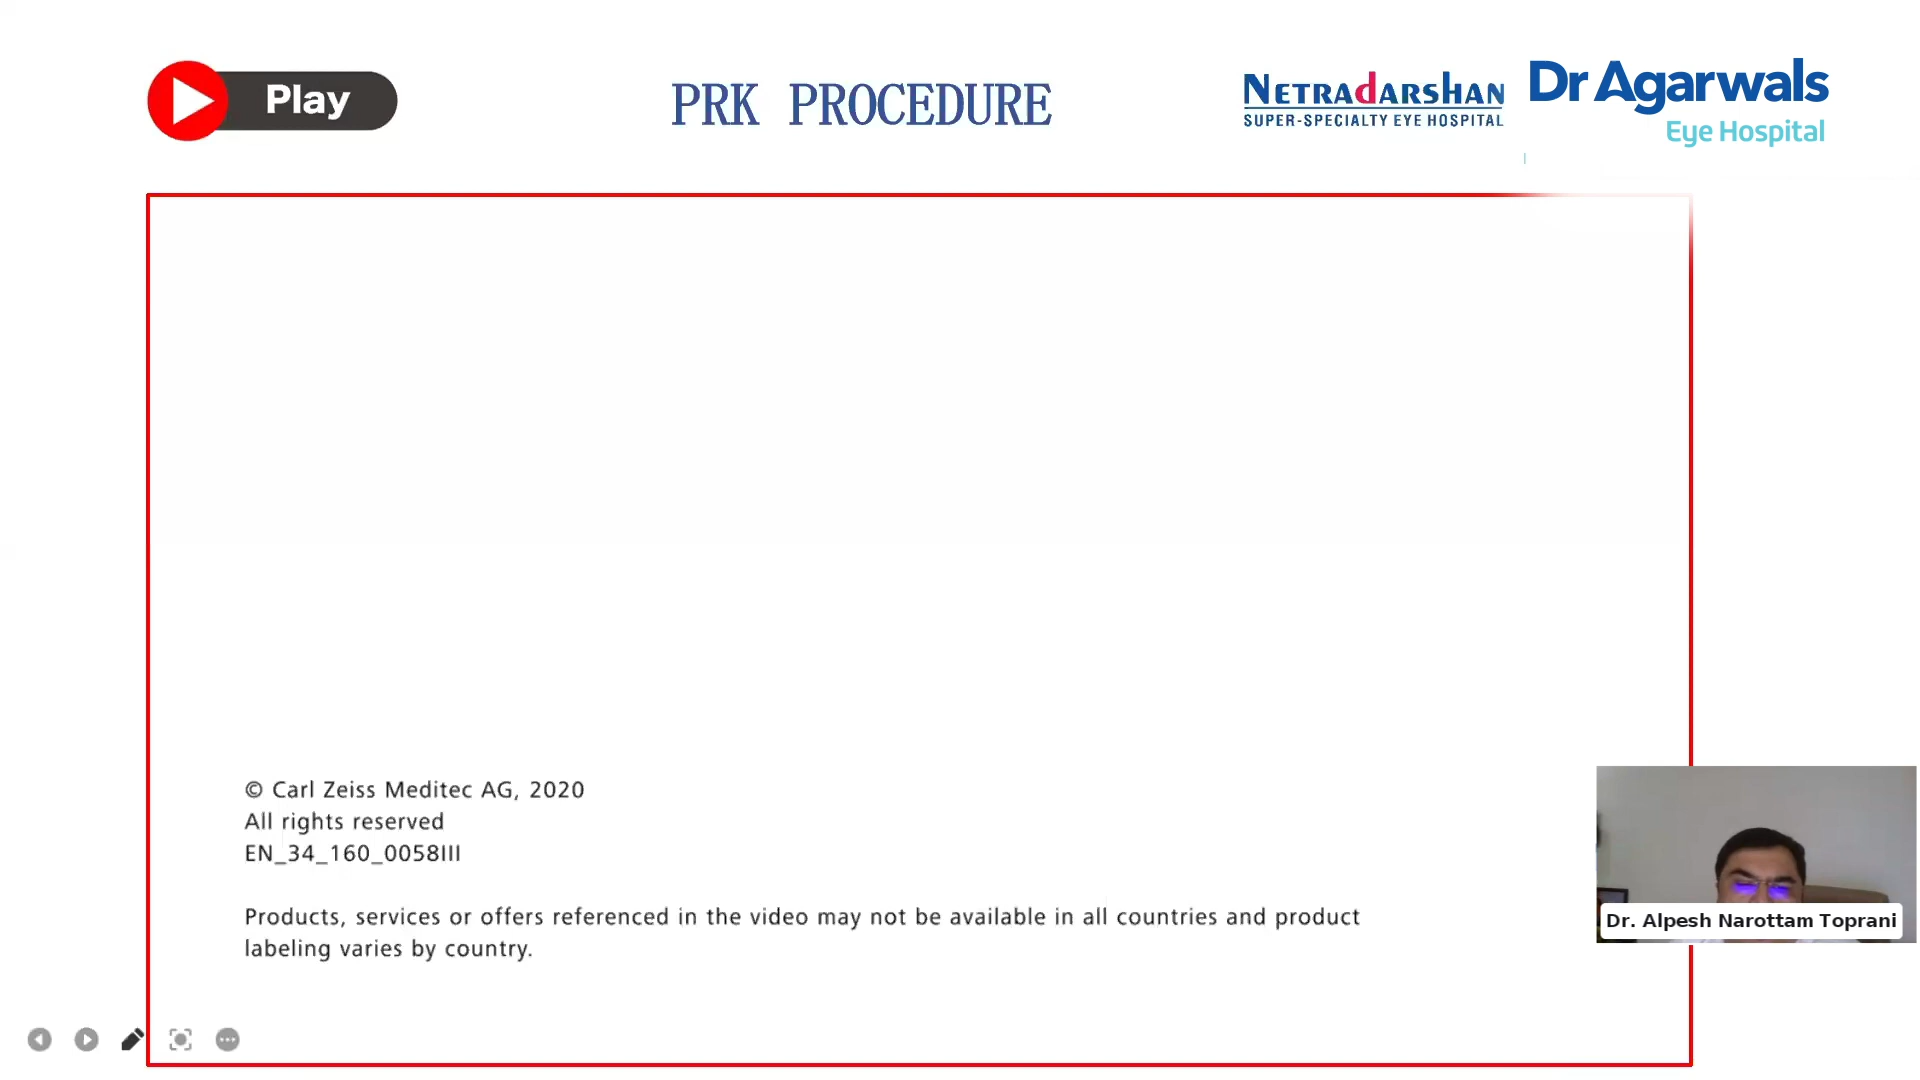 Play
PRK PROCEDURE
NETRAdARSHAN
SUPER-SPECIALTY EYE HOSPITAL
Dr Agarwals
Eye Hospital
© Carl Zeiss Meditec AG, 2020
All rights reserved
EN_34_160_0058III
Products, services or offers referenced in the video may not be available in all countries and product
labeling varies by country.
Dr. Alpesh Narottam Toprani